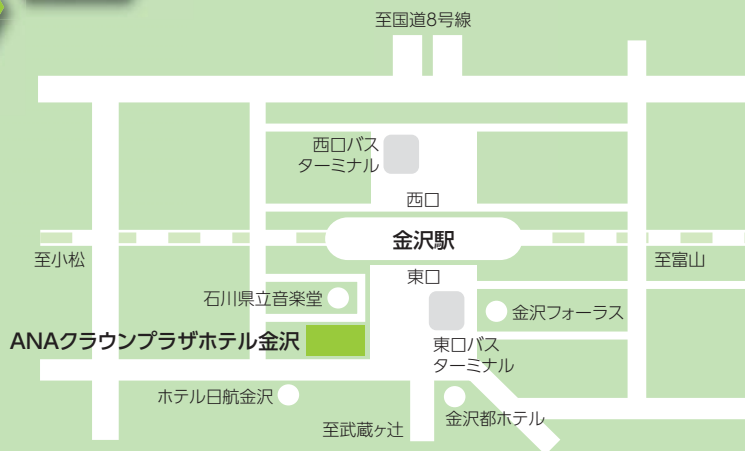 至国道8号線
西口バス
ターミナル
西口
金沢駅
至小松
至富山
東口
石川県立音楽堂
金沢フォーラス
ANAクラウンプラザホテル金沢
東口バス
ターミナル
ホテル日航金沢
金沢都ホテル
至武蔵ヶ辻